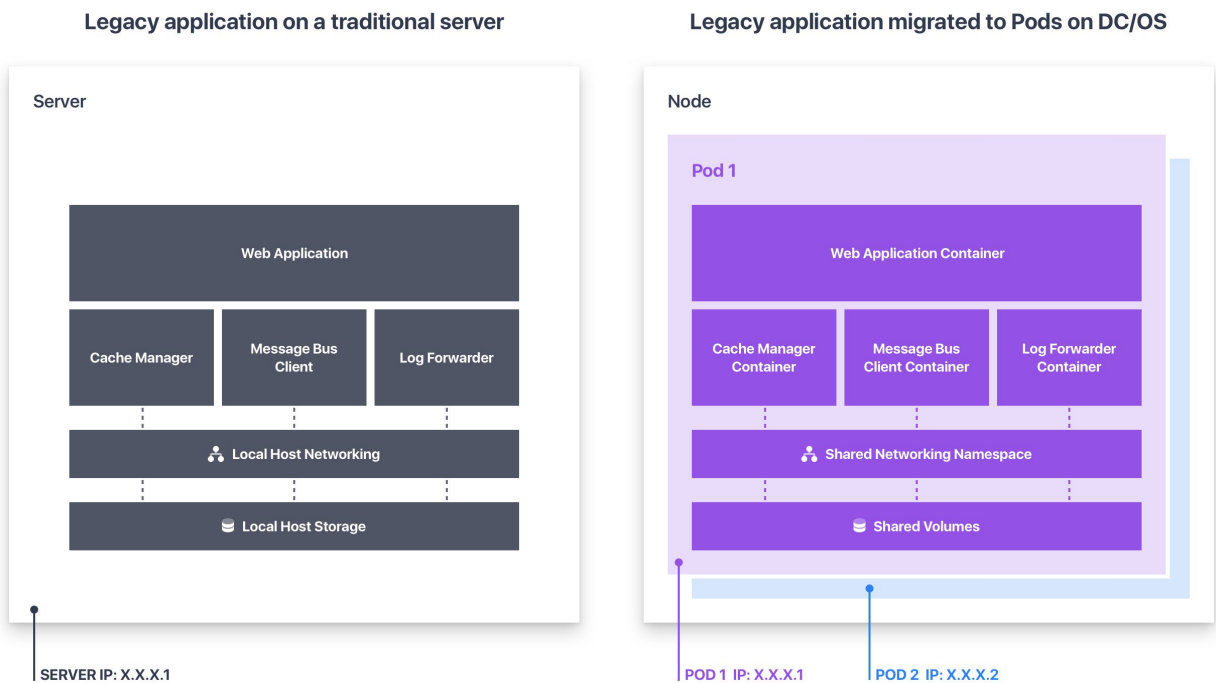 Legacy application on a traditional server
Server
Web Application
Cache Manager
Message Bus
Client
Log Forwarder
Local Host Networking
Local Host Storage
SERVER IP: X.X.X.1
Legacy application migrated to Pods on DC/OS
Node
Pod 1
Web Application Container
Cache Manager
Container
Message Bus
Client Container
Log Forwarder
Container
Shared Networking Namespace
Shared Volumes
POD 1 IP: X.X.X.1
POD 2 IP: X.X.X.2